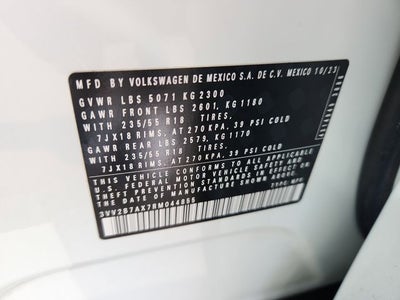 MFD BY VOLKSWAGEN DE MEXICO S.A. DE C.V. MEXICO 10/23
GVWR LBS 5071 KG 2300
GAWR FRONT LBS 2601, KG 1180
WITH 235/55 R18 TIRES,
7JX18 RIMS, AT 270 KPA, 39 PSI COLD
GAWR REAR LBS 2579, KG 1170
WITH 235/55 R18 TIRES,
7JX18 RIMS, AT 270 KPA, 39 PSI COLD
THIS VEHICLE CONFORMS TO ALL APPLICABLE
U.S. FEDERAL MOTOR VEHICLE SAFETY AND
THEFT PREVENTION STANDARDS IN EFFECT
ON THE DATE OF MANUFACTURE SHOWN ABOVE
3VV2B7AX7RM044855 TYPE: